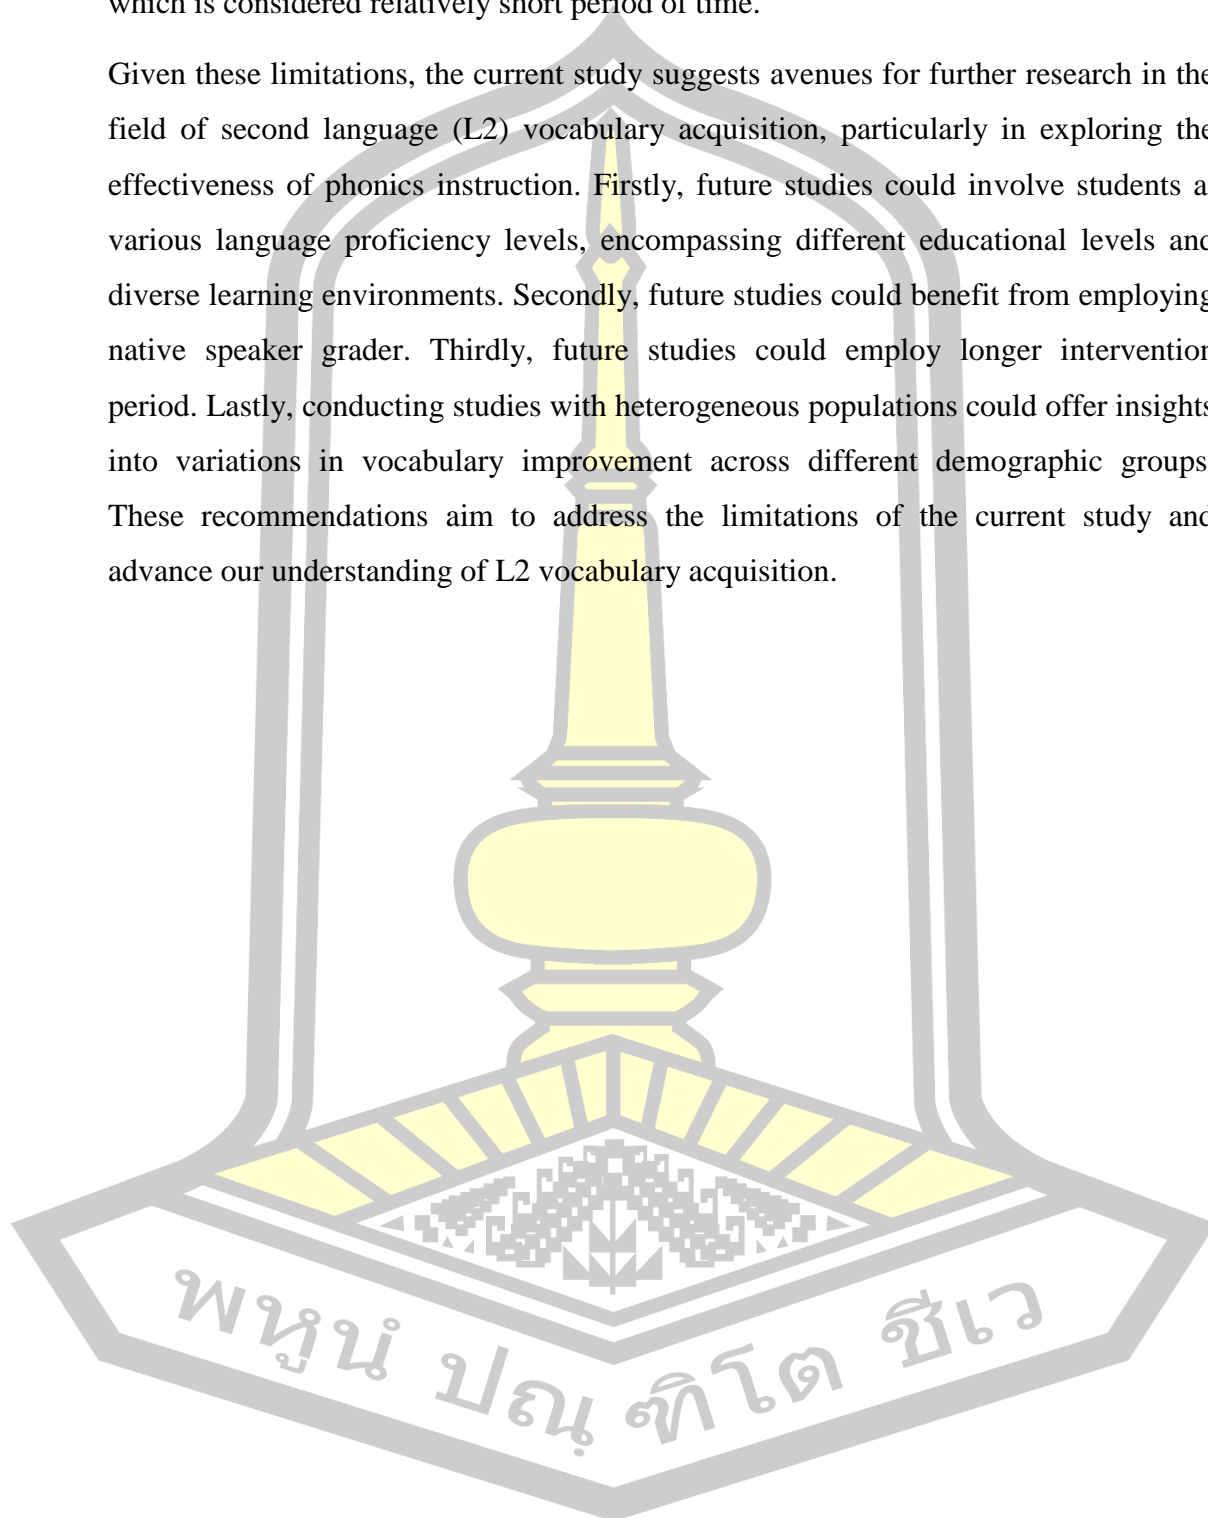 which is considered relatively short period of time.
Given these limitations, the current study suggests avenues for further research in the
field of second language (L2) vocabulary acquisition, particularly in exploring the
effectiveness of phonics instruction. Firstly, future studies could involve students a
various language proficiency levels, encompassing different educational levels and
diverse learning environments. Secondly, future studies could benefit from employing
native speaker grader. Thirdly, future studies could employ longer intervention
period. Lastly, conducting studies with heterogeneous populations could offer insights
into variations in vocabulary improvement across different demographic groups
These recommendations aim to address the limitations of the current study and
advance our understanding of L2 vocabulary acquisition.
พหูนํ ปณฺฑิโต ชีเว